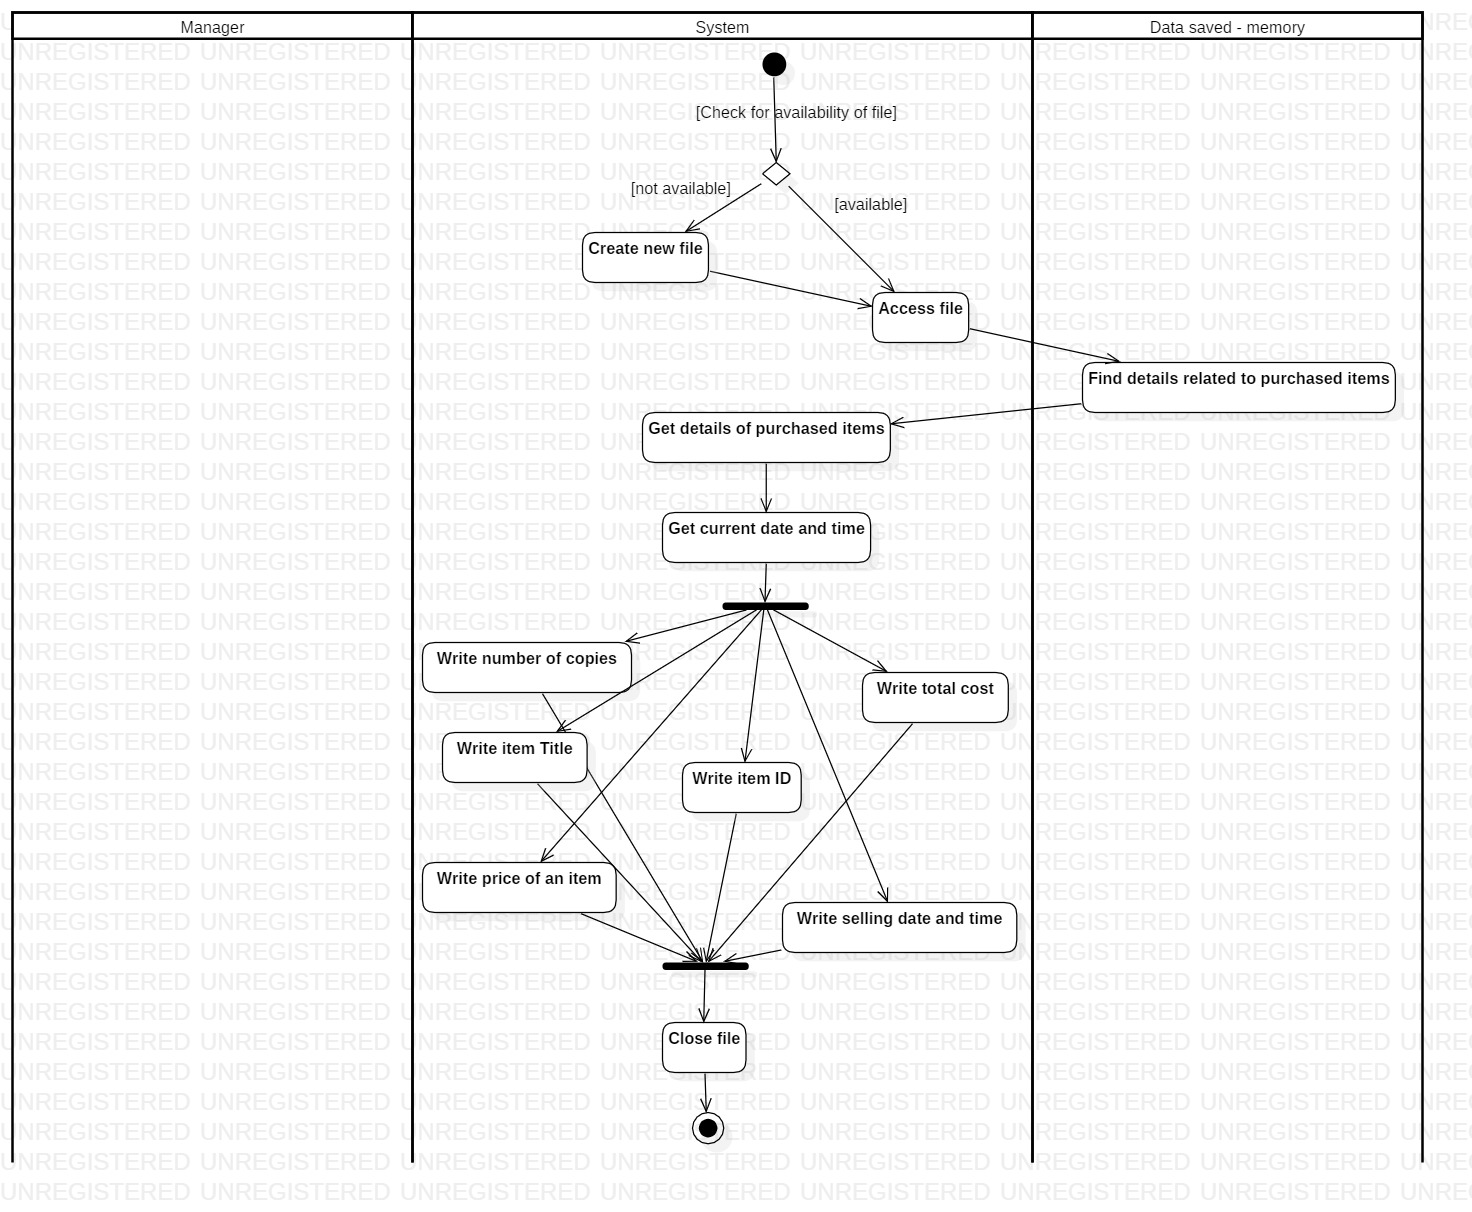 Manager
System
Data saved - memory
[Check for availability of file]
[not available]
[available]
Create new file
Access file
Find details related to purchased items
Get details of purchased items
Get current date and time
Write number of copies
Write total cost
Write item Title
Write item ID
Write price of an item
Write selling date and time
Close file
UNREGISTERED